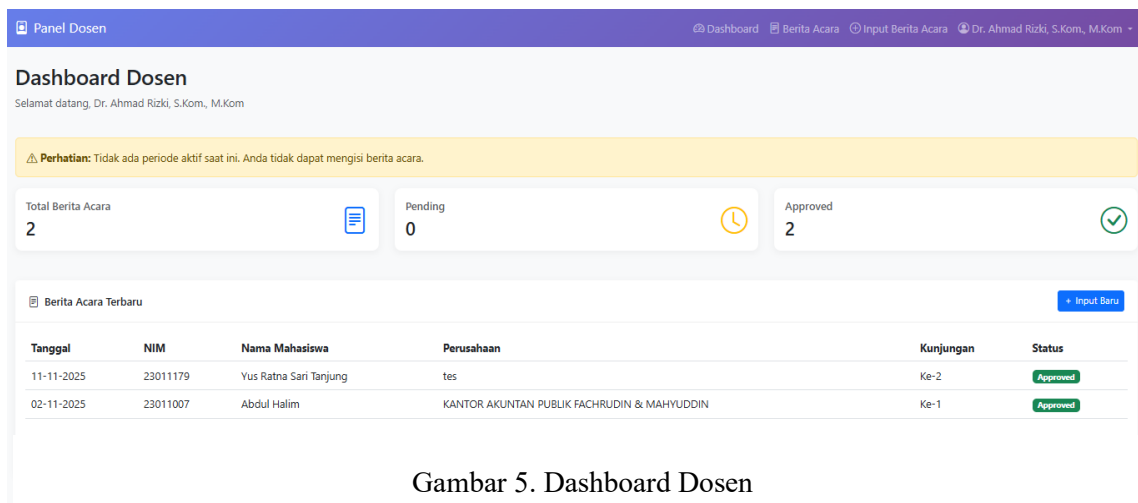 Panel Dosen
Dashboard Berita Acara Input Berita Acara Dr. Ahmad Rizki, S.Kom., M.Kom
Dashboard Dosen
Selamat datang, Dr. Ahmad Rizki, S.Kom., M.Kom
Perhatian: Tidak ada periode aktif saat ini. Anda tidak dapat mengisi berita acara.
Total Berita Acara
2
Pending
0
Approved
2
Berita Acara Terbaru
+ Input Baru
Tanggal NIM Nama Mahasiswa Perusahaan Kunjungan Status
11-11-2025 23011179 Yus Ratna Sari Tanjung tes Ke-2 Approved
02-11-2025 23011007 Abdul Halim KANTOR AKUNTAN PUBLIK FACHRUDIN & MAHYUDDIN Ke-1 Approved
Gambar 5. Dashboard Dosen